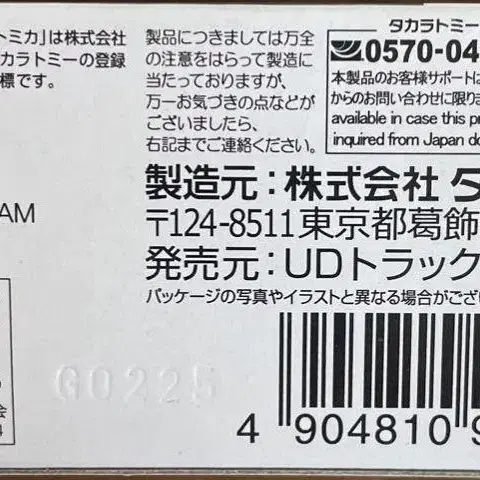 トミカ」は株式会社
カラトミーの登録
標です。
製品につきましては万全
の注意をはらって製造に
当たっておりますが、
万一お気づきの点などが
ございましたら、
右記までご連絡ください。
タカラトミー
0570-04
本製品のお客様サポートは
からのお問い合わせに限りま
available in case this pr
inquired from Japan do
製造元:株式会社 タ
〒124-8511東京都葛飾
発売元:UDトラック
パッケージの写真やイラストと異なる場合がござい
AM
G0225
会
4
4 904810 9